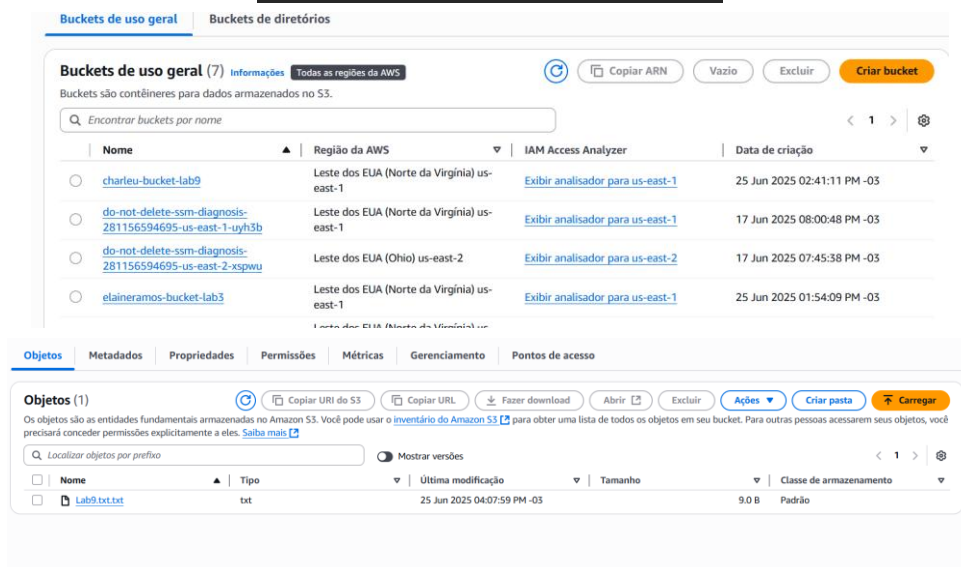 Buckets de uso geral Buckets de diretórios
Buckets de uso geral (7) Informações Todas as regiões da AWS Copiar ARN Vazio Excluir Criar bucket
Buckets são contêineres para dados armazenados no S3.
Encontrar buckets por nome 1
Nome Região da AWS IAM Access Analyzer Data de criação
charleu-bucket-lab9 Leste dos EUA (Norte da Virgínia) us-east-1 Exibir analisador para us-east-1 25 Jun 2025 02:41:11 PM -03
do-not-delete-ssm-diagnosis-281156594695-us-east-1-uyh3b Leste dos EUA (Norte da Virgínia) us-east-1 Exibir analisador para us-east-1 17 Jun 2025 08:00:48 PM -03
do-not-delete-ssm-diagnosis-281156594695-us-east-2-xspwu Leste dos EUA (Ohio) us-east-2 Exibir analisador para us-east-2 17 Jun 2025 07:45:38 PM -03
elaineramos-bucket-lab3 Leste dos EUA (Norte da Virgínia) us-east-1 Exibir analisador para us-east-1 25 Jun 2025 01:54:09 PM -03
Leste dos EUA (Norte da Virgínia) us-
Objetos Metadados Propriedades Permissões Métricas Gerenciamento Pontos de acesso
Objetos (1) Copiar URI do S3 Copiar URL Fazer download Abrir Excluir Ações Criar pasta Carregar
Os objetos são as entidades fundamentais armazenadas no Amazon S3. Você pode usar o inventário do Amazon S3 para obter uma lista de todos os objetos em seu bucket. Para outras pessoas acessarem seus objetos, você
precisará conceder permissões explicitamente a eles. Saiba mais
Localizar objetos por prefixo Mostrar versões 1
Nome Tipo Última modificação Tamanho Classe de armazenamento
Lab9.txt.txt txt 25 Jun 2025 04:07:59 PM -03 9.0 B Padrão